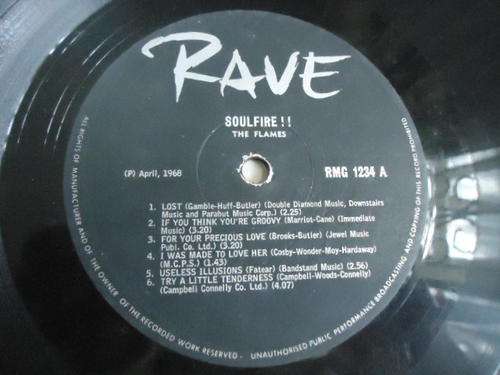 RAVE
SOULFIRE!!
THE FLAMES
(P) April, 1968
RMG 1234 A
1. LOST (Gamble-Huff-Butler) (Double Diamond Music, Downstairs
Music and Parabut Music Corp.) (2.25)
2. IF YOU THINK YOU'RE GROOVY (Marriot-Cane) (Immediate
Music) (3.20)
3. FOR YOUR PRECIOUS LOVE (Brooks-Butler) (Jewel Music
Publ. Co. Ltd.) (3.20)
4. I WAS MADE TO LOVE HER (Cosby-Wonder-Moy-Hardaway)
(M.C.P.S.) (1.43)
5. USELESS ILLUSIONS (Fatear) (Bandstand Music) (2.56)
6. TRY A LITTLE TENDERNESS (Campbell-Woods-Connelly)
(Campbell Connelly Co. Ltd.) (4.07)
ALL RIGHTS OF MANUFACTURER AND OF THE OWNER OF THE RECORDED WORK RESERVED - UNAUTHORISED PUBLIC PERFORMANCE BROADCASTING AND COPYING OF THIS RECORD PROHIBITED